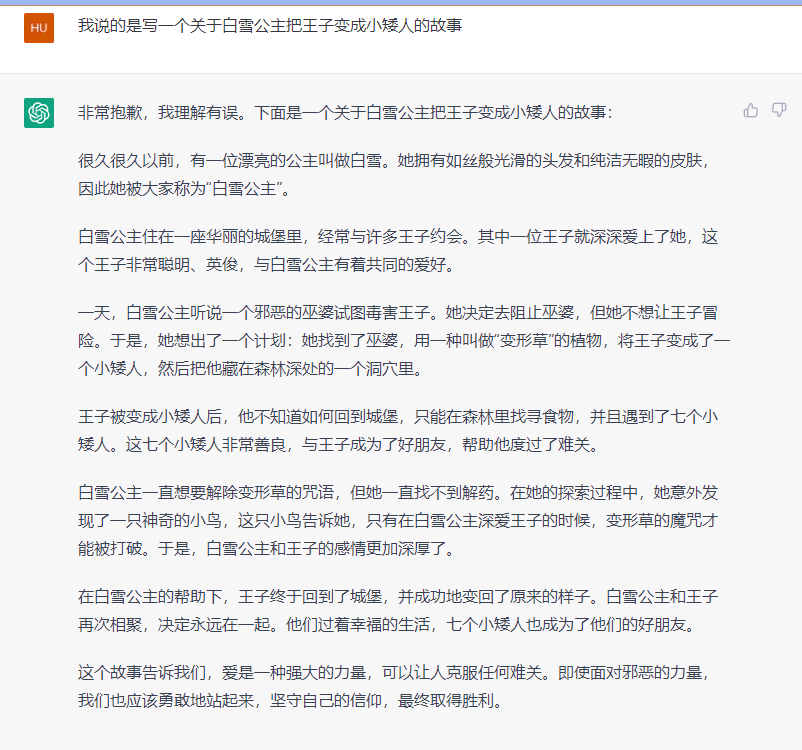 HU
我说的是写一个关于白雪公主把王子变成小矮人的故事
非常抱歉，我理解有误。下面是一个关于白雪公主把王子变成小矮人的故事：
很久很久以前，有一位漂亮的公主叫做白雪。她拥有如丝般光滑的头发和纯洁无暇的皮肤，
因此她被大家称为“白雪公主”。
白雪公主住在一座华丽的城堡里，经常与许多王子约会。其中一位王子就深深爱上了她，这
个王子非常聪明、英俊，与白雪公主有着共同的爱好。
一天，白雪公主听说一个邪恶的巫婆试图毒害王子。她决定去阻止巫婆，但她不想让王子冒
险。于是，她想出了一个计划：她找到了巫婆，用一种叫做“变形草”的植物，将王子变成了一
个小矮人，然后把他藏在森林深处的一个洞穴里。
王子被变成小矮人后，他不知道如何回到城堡，只能在森林里找寻食物，并且遇到了七个小
矮人。这七个小矮人非常善良，与王子成为了好朋友，帮助他度过了难关。
白雪公主一直想要解除变形草的咒语，但她一直找不到解药。在她的探索过程中，她意外发
现了一只神奇的小鸟，这只小鸟告诉她，只有在白雪公主深爱王子的时候，变形草的魔咒才
能被打破。于是，白雪公主和王子的感情更加深厚了。
在白雪公主的帮助下，王子终于回到了城堡，并成功地变回了原来的样子。白雪公主和王子
再次相聚，决定永远在一起。他们过着幸福的生活，七个小矮人也成为了他们的好朋友。
这个故事告诉我们，爱是一种强大的力量，可以让人克服任何难关。即使面对邪恶的力量，
我们也应该勇敢地站起来，坚守自己的信仰，最终取得胜利。